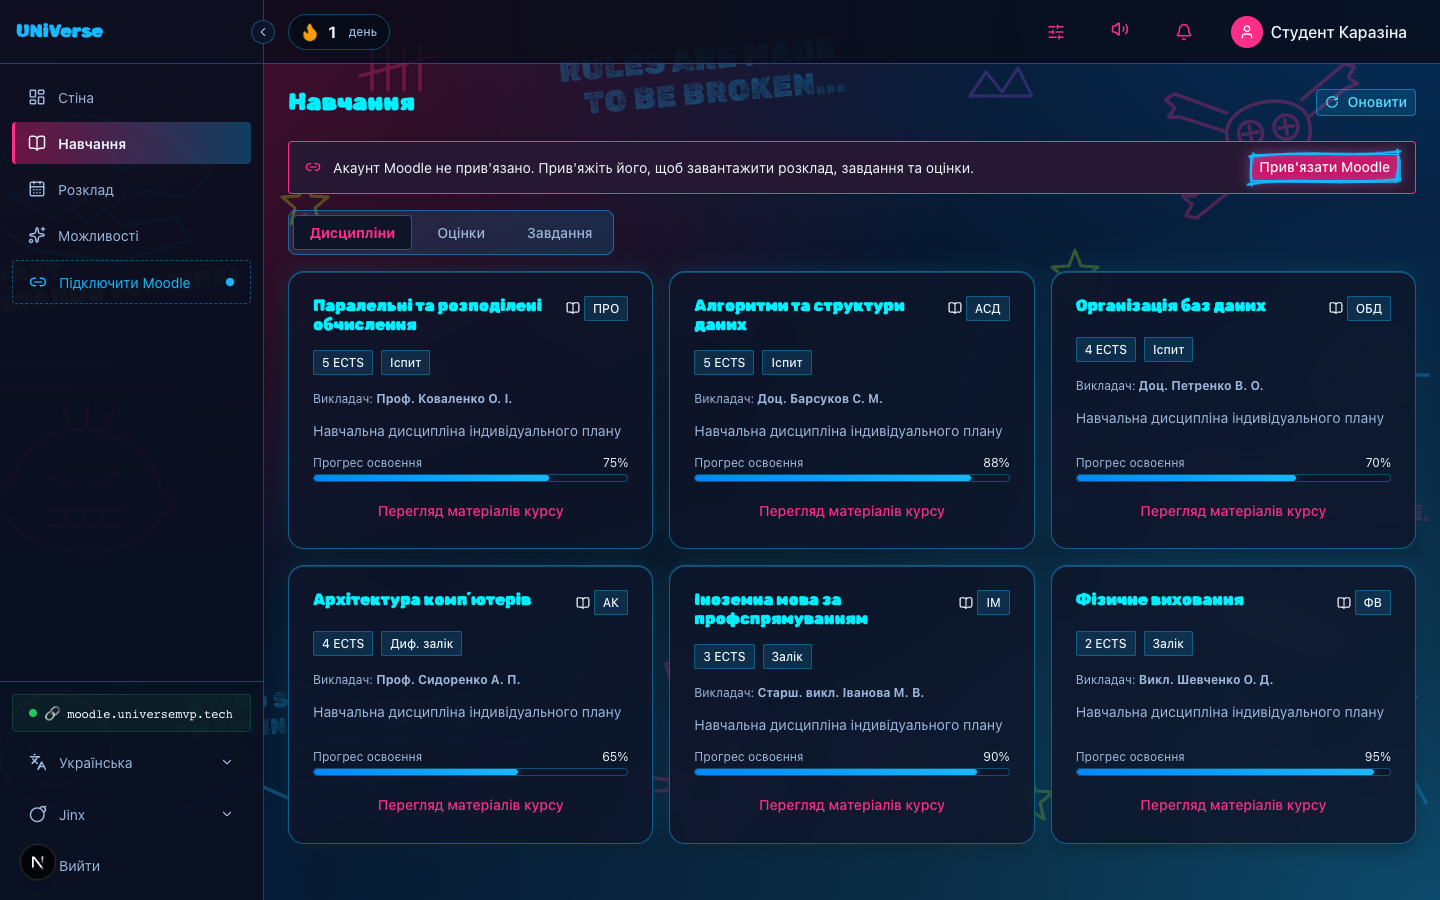 UNiVerse
1 день
Студент Каразіна
Стіна
Навчання
Розклад
Можливості
Підключити Moodle
moodle.universemvp.tech
Українська
Jinx
N
Вийти
RULES ARE MADE
TO BE BROKEN...
Навчання
Оновити
Акаунт Moodle не прив'язано. Прив'яжіть його, щоб завантажити розклад, завдання та оцінки.
Прив'язати Moodle
Дисципліни
Оцінки
Завдання
Паралельні та розподілені
обчислення
ПРО
5 ECTS
Іспит
Викладач: Проф. Коваленко О. І.
Навчальна дисципліна індивідуального плану
Прогрес освоєння
75%
Перегляд матеріалів курсу
Алгоритми та структури
даних
АСД
5 ECTS
Іспит
Викладач: Доц. Барсуков С. М.
Навчальна дисципліна індивідуального плану
Прогрес освоєння
88%
Перегляд матеріалів курсу
Організація баз даних
ОБД
4 ECTS
Іспит
Викладач: Доц. Петренко В. О.
Навчальна дисципліна індивідуального плану
Прогрес освоєння
70%
Перегляд матеріалів курсу
Архітектура комп'ютерів
АК
4 ECTS
Диф. залік
Викладач: Проф. Сидоренко А. П.
Навчальна дисципліна індивідуального плану
Прогрес освоєння
65%
Перегляд матеріалів курсу
Іноземна мова за
профспрямуванням
ІМ
3 ECTS
Залік
Викладач: Старш. викл. Іванова М. В.
Навчальна дисципліна індивідуального плану
Прогрес освоєння
90%
Перегляд матеріалів курсу
Фізичне виховання
ФВ
2 ECTS
Залік
Викладач: Викл. Шевченко О. Д.
Навчальна дисципліна індивідуального плану
Прогрес освоєння
95%
Перегляд матеріалів курсу